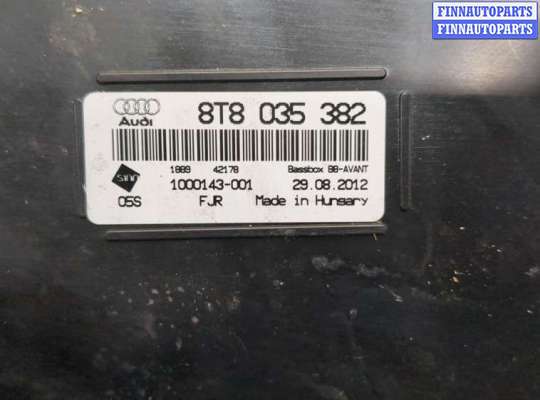 FINNAUTOPARTS
FINNAUTOPARTS
Audi
8T8 035 382
1889 42178 Bassbox B8-AVANT
1000143-001 29.08.2012
05S FJR Made in Hungary